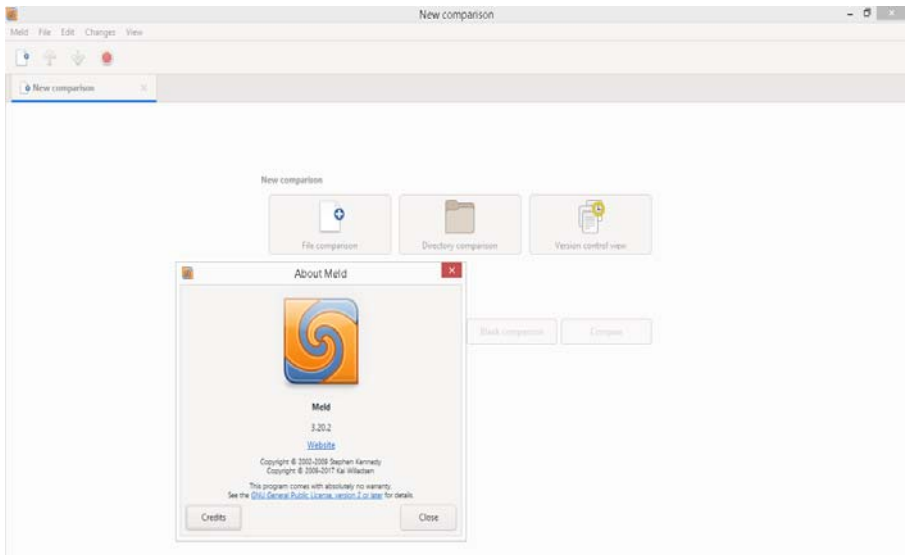 New comparison
Meld File Edit Changes View
New comparison
New comparison
File comparison
Directory comparison
Version control view
About Meld
Blank comparison
Compare
Meld
3.20.2
Website
Copyright © 2002-2009 Stephen Kennedy
Copyright © 2009-2017 Kai Willadsen
This program comes with absolutely no warranty.
See the GNU General Public License, version 2 or later for details.
Credits
Close